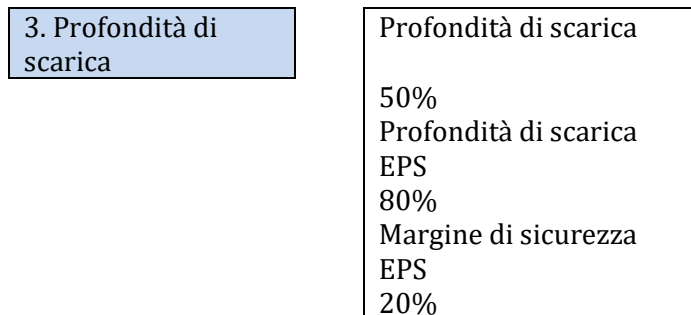 3. Profondità di
scarica
Profondità di scarica
50%
Profondità di scarica
EPS
80%
Margine di sicurezza
EPS
20%